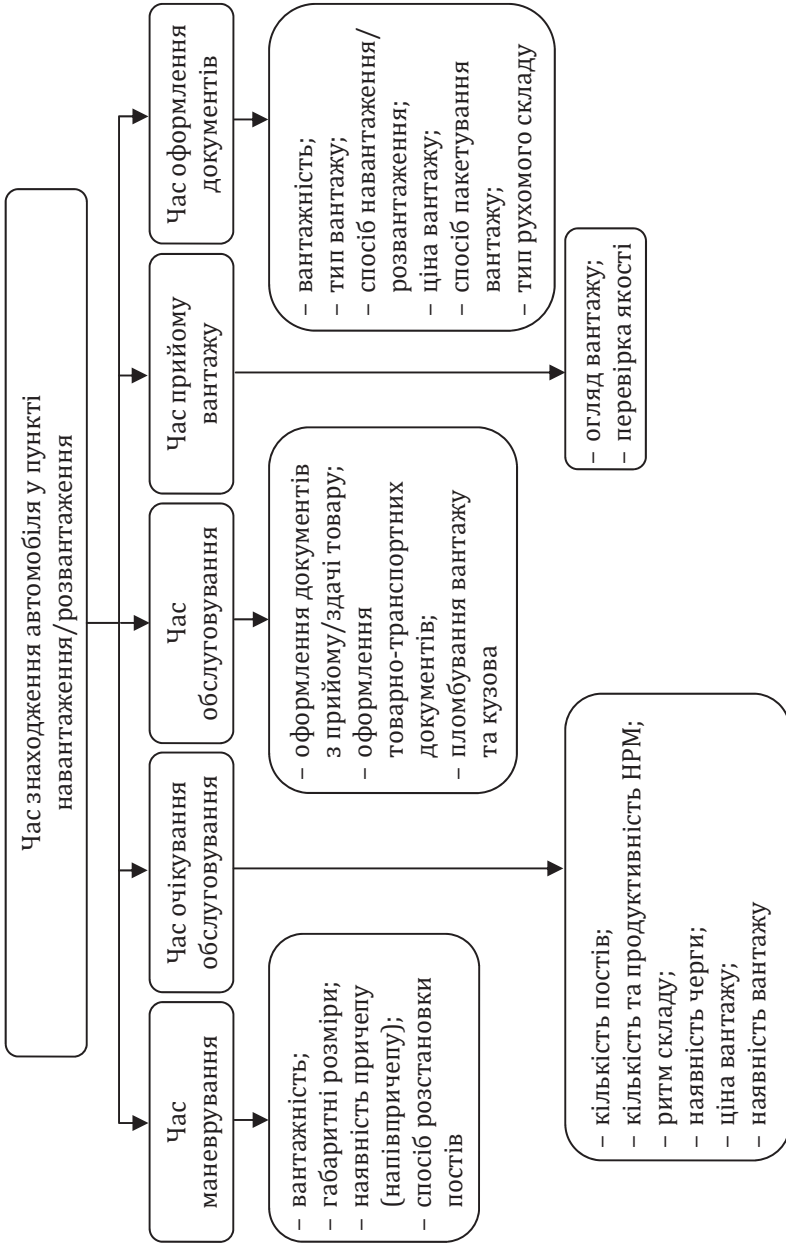 Час знаходження автомобіля у пункті
навантаження/розвантаження
Час
маневрування
Час очікування
обслуговування
Час
обслуговування
Час прийому
вантажу
Час оформлення
документів
– вантажність;
– габаритні розміри;
– наявність причепу
(напівпричепу);
– спосіб розстановки
постів
– оформлення документів
з прийому/здачі товару;
– оформлення
товарно-транспортних
документів;
– пломбування вантажу
та кузова
– вантажність;
– тип вантажу;
– спосіб навантаження/
розвантаження;
– ціна вантажу;
– спосіб пакетування
вантажу;
– тип рухомого складу
– кількість постів;
– кількість та продуктивність НРМ;
– ритм складу;
– наявність черги;
– ціна вантажу;
– наявність вантажу
– огляд вантажу;
– перевірка якості